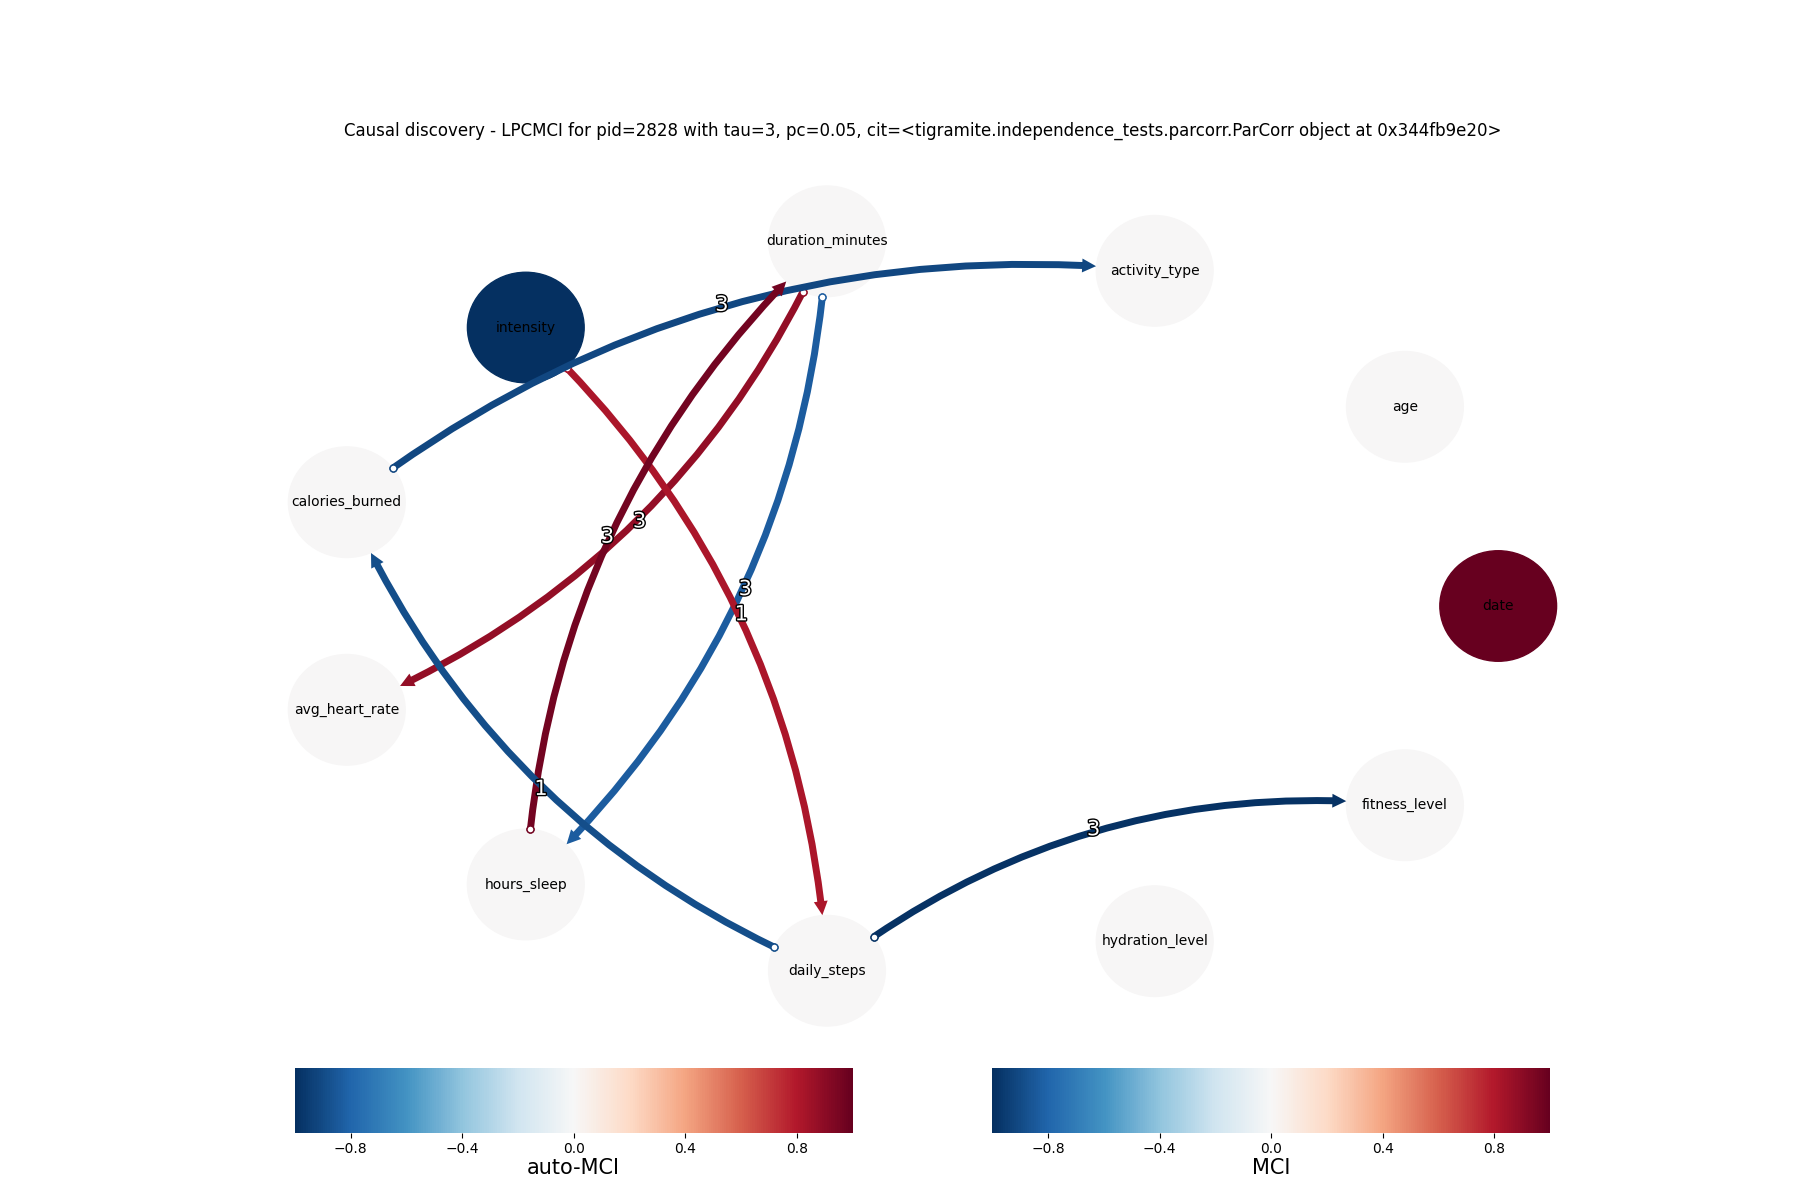 Causal discovery - LPCMCI for pid=2828 with tau=3, pc=0.05, cit=<tigramite.independence_tests.parcorr.ParCorr object at 0x344fb9e20>
duration_minutes
activity_type
3
intensity
age
calories_burned
3
3
3
1
date
avg_heart_rate
1
fitness_level
3
hours_sleep
hydration_level
daily_steps
−0.8 −0.4 0.0 0.4 0.8
auto-MCI
−0.8 −0.4 0.0 0.4 0.8
MCI